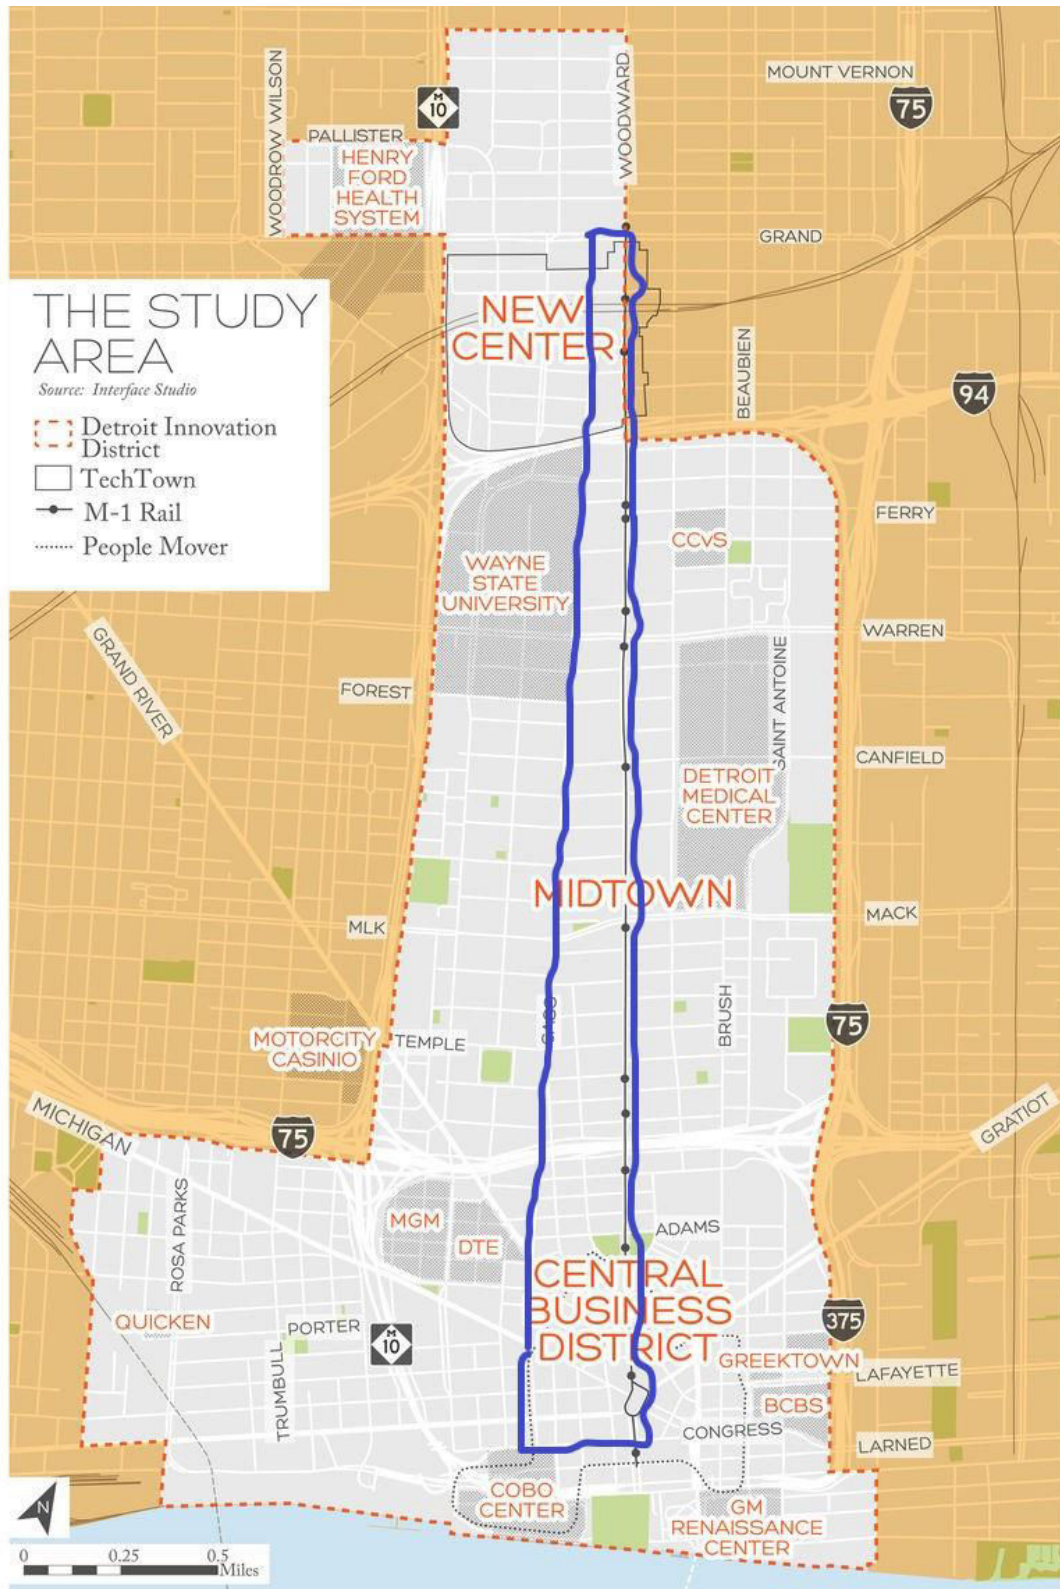 MOUNT VERNON
M
10
75
WOODROW WILSON
WOODWARD
PALLISTER
HENRY
FORD
HEALTH
SYSTEM
GRAND
THE STUDY
AREA
Source: Interface Studio
Detroit Innovation
District
TechTown
M-1 Rail
People Mover
NEW
CENTER
BEAUBIEN
94
FERRY
CCVS
WAYNE
STATE
UNIVERSITY
WARREN
GRAND RIVER
FOREST
SAINT ANTOINE
CANFIELD
DETROIT
MEDICAL
CENTER
MIDTOWN
MACK
MLK
CASS
BRUSH
75
MOTORCITY
CASINIO
TEMPLE
MICHIGAN
75
GRATIOT
ROSA PARKS
MGM
DTE
ADAMS
CENTRAL
BUSINESS
DISTRICT
QUICKEN
PORTER
M
10
375
TRUMBULL
GREEKTOWN
LAFAYETTE
BCBS
CONGRESS
LARNED
COBO
CENTER
GM
RENAISSANCE
CENTER
N
0 0.25 0.5
Miles